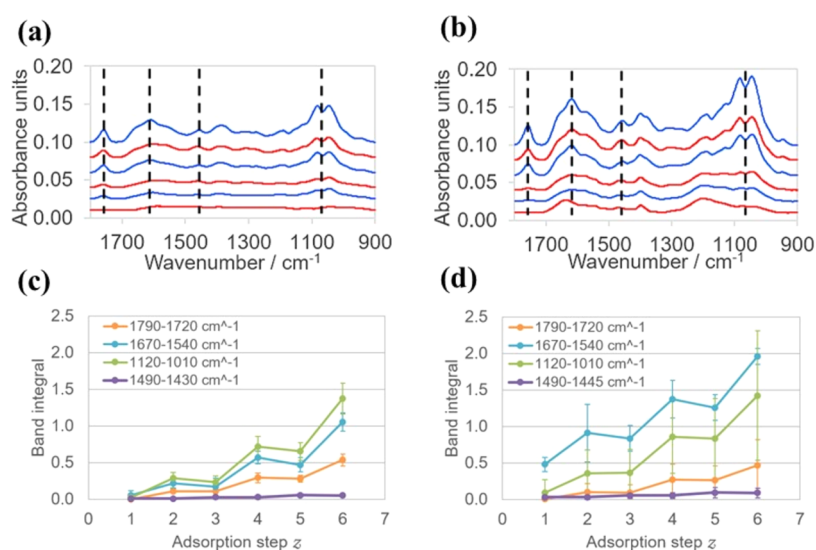 (a)
(b)
Absorbance units
0.20
0.15
0.10
0.05
0.00
1700 1500 1300 1100 900
Wavenumber / cm-1
Absorbance units
0.20
0.15
0.10
0.05
0.00
1700 1500 1300 1100 900
Wavenumber / cm-1
(c)
(d)
Band integral
2.5
2.0
1.5
1.0
0.5
0.0
1790-1720 cm^-1
1670-1540 cm^-1
1120-1010 cm^-1
1490-1430 cm^-1
0 1 2 3 4 5 6 7
Adsorption step z
Band integral
2.5
2.0
1.5
1.0
0.5
0.0
1790-1720 cm^-1
1670-1540 cm^-1
1120-1010 cm^-1
1490-1445 cm^-1
0 1 2 3 4 5 6 7
Adsorption step z